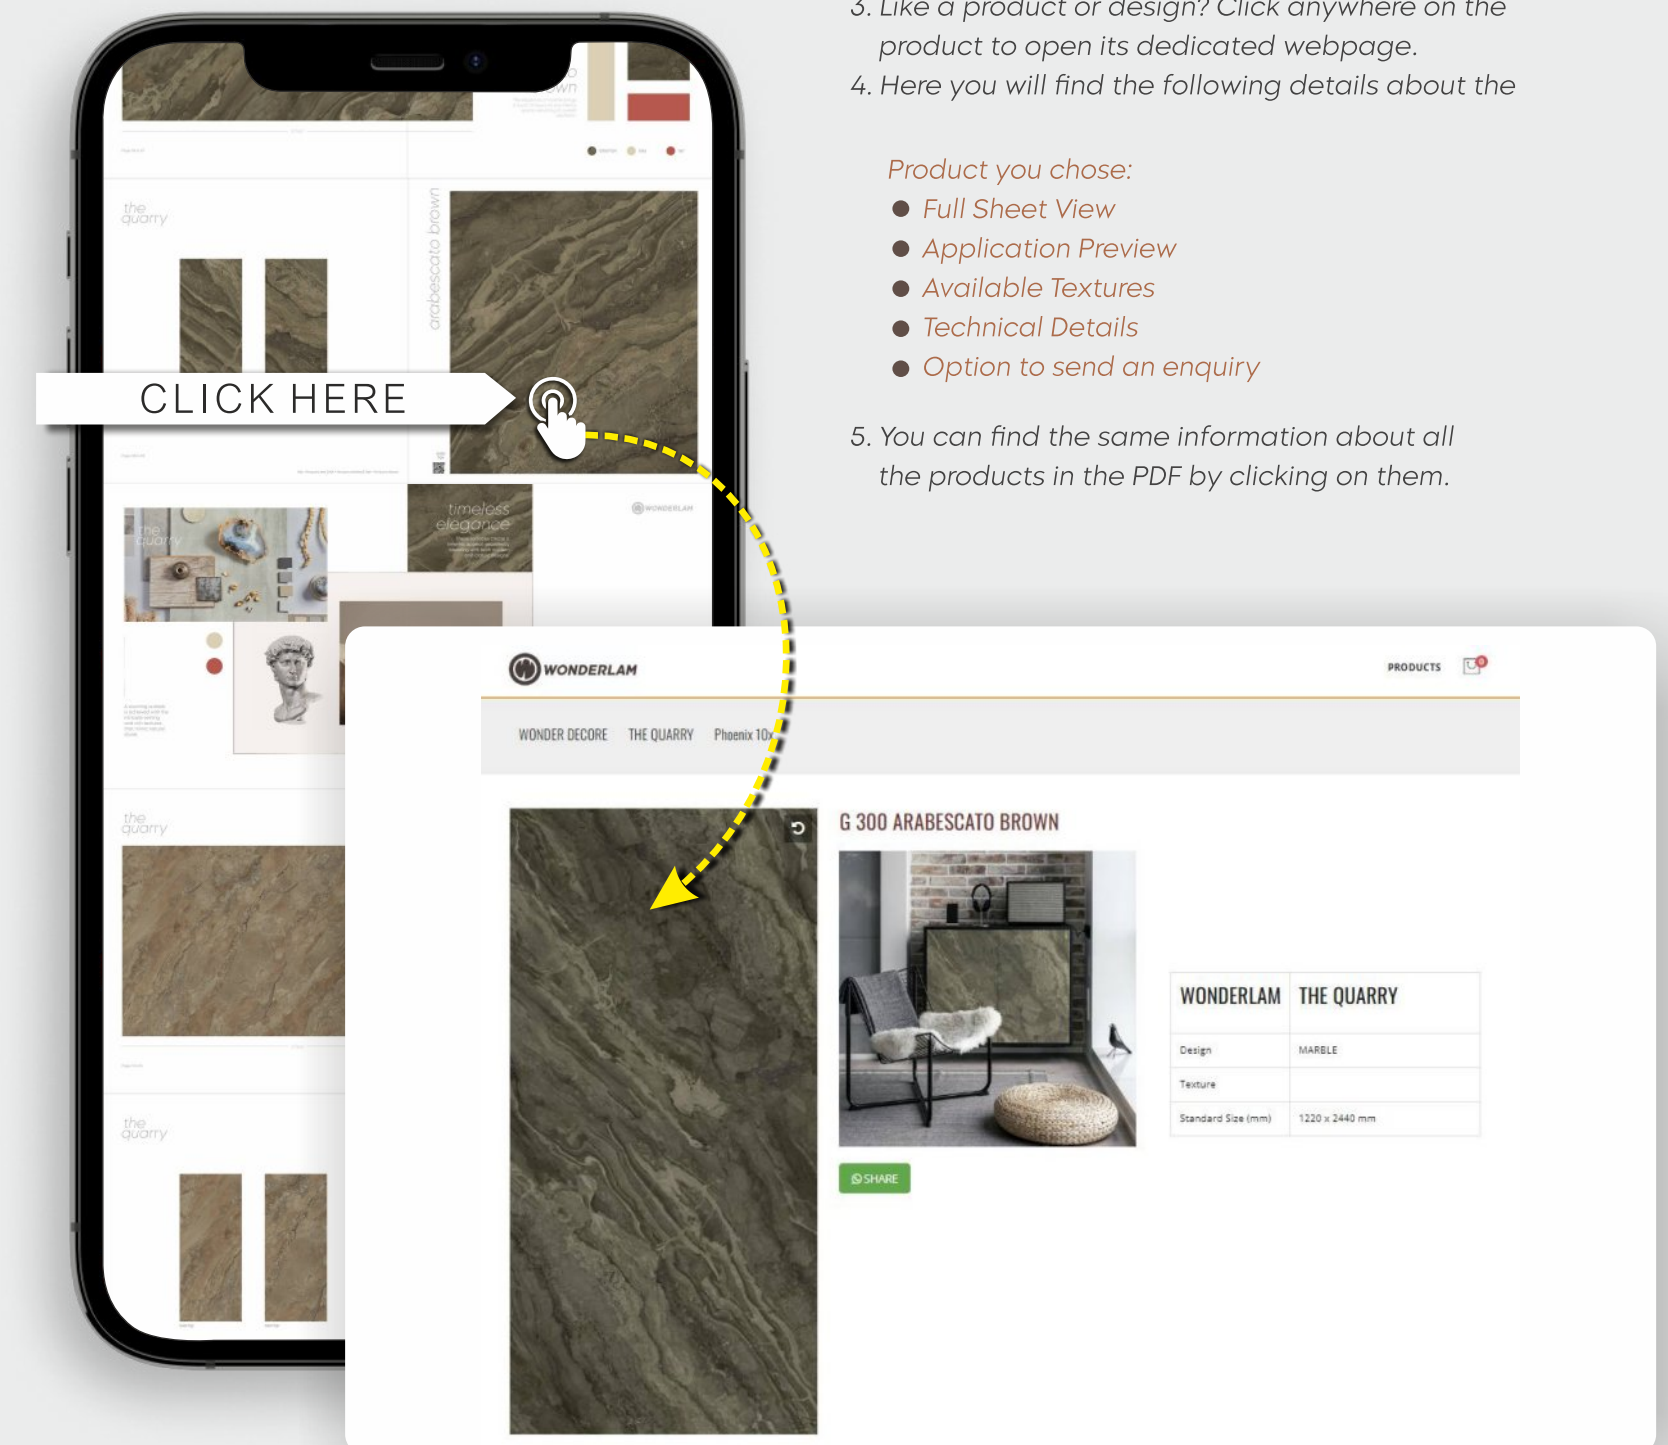 3. Like a product or design? Click anywhere on the
product to open its dedicated webpage.
4. Here you will find the following details about the
Product you chose:
● Full Sheet View
● Application Preview
● Available Textures
● Technical Details
● Option to send an enquiry
5. You can find the same information about all
the products in the PDF by clicking on them.
the
quarry
arabescato brown
CLICK HERE
timeless
elegance
WONDERLAM
the
quarry
the
quarry
the
quarry
WONDERLAM
PRODUCTS
0
WONDER DECORE THE QUARRY Phoenix 10x
G 300 ARABESCATO BROWN
WONDERLAM THE QUARRY
Design MARBLE
Texture
Standard Size (mm) 1220 x 2440 mm
SHARE